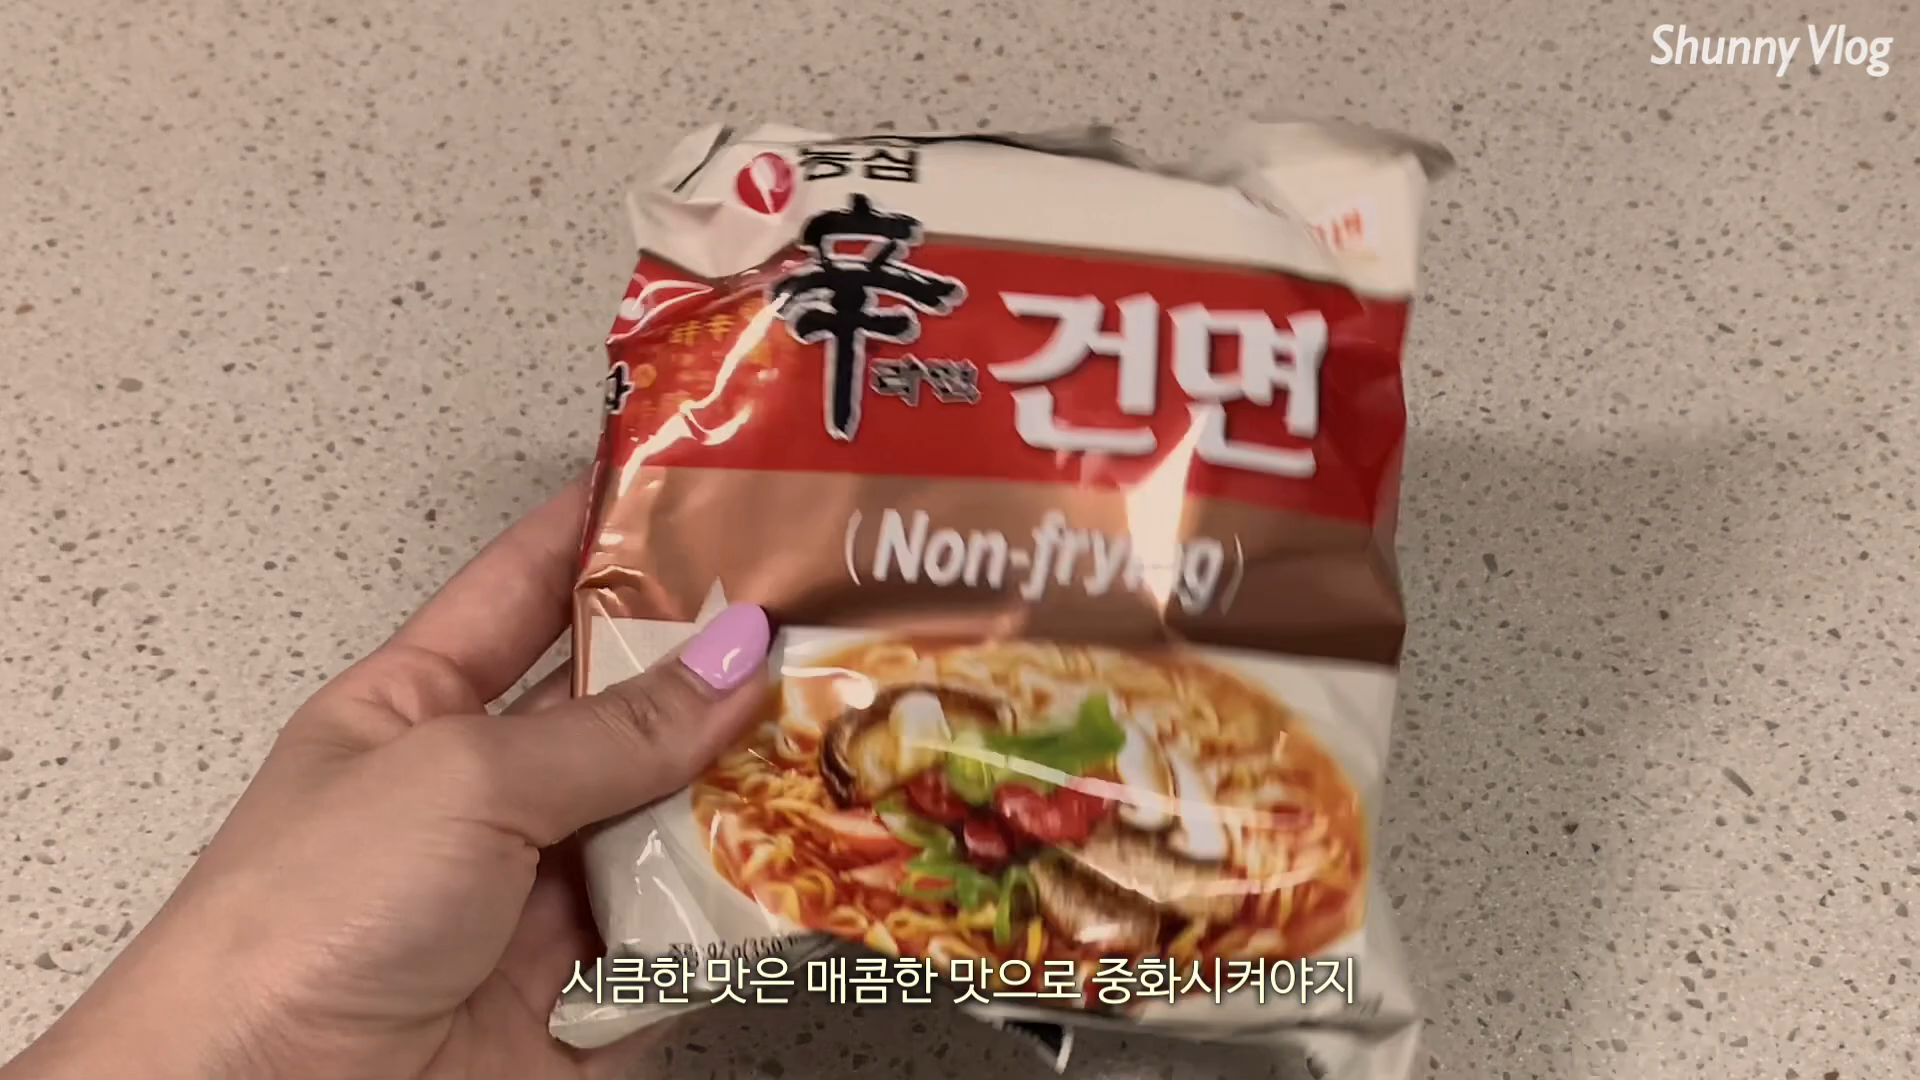 Shunny Vlog
농심
辛
라면
건면
(Non-frying)
시큼한 맛은 매콤한 맛으로 중화시켜야지